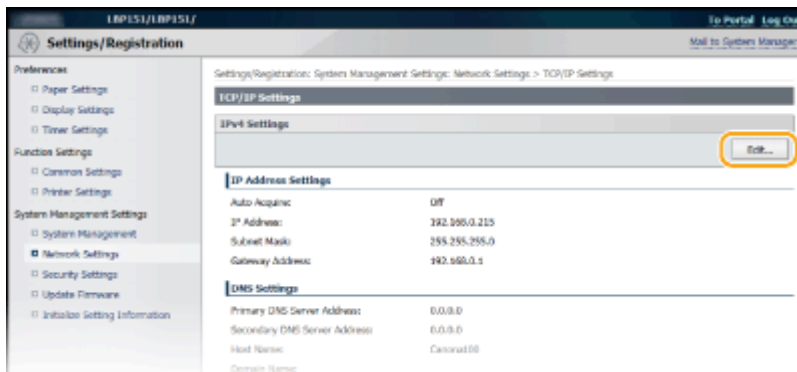 LBP151/LBP151/
To Portal Log Ou
Settings/Registration
Mail to System Manager
Preferences
Paper Settings
Display Settings
Timer Settings
Function Settings
Common Settings
Printer Settings
System Management Settings
System Management
Network Settings
Security Settings
Update Firmware
Initialize Setting Information
Settings/Registration: System Management Settings: Network Settings > TCP/IP Settings
TCP/IP Settings
IPv4 Settings
Edit...
IP Address Settings
Auto Acquire: Off
IP Address: 192.168.0.215
Subnet Mask: 255.255.255.0
Gateway Address: 192.168.0.1
DNS Settings
Primary DNS Server Address: 0.0.0.0
Secondary DNS Server Address: 0.0.0.0
Host Name:
Domain Name: